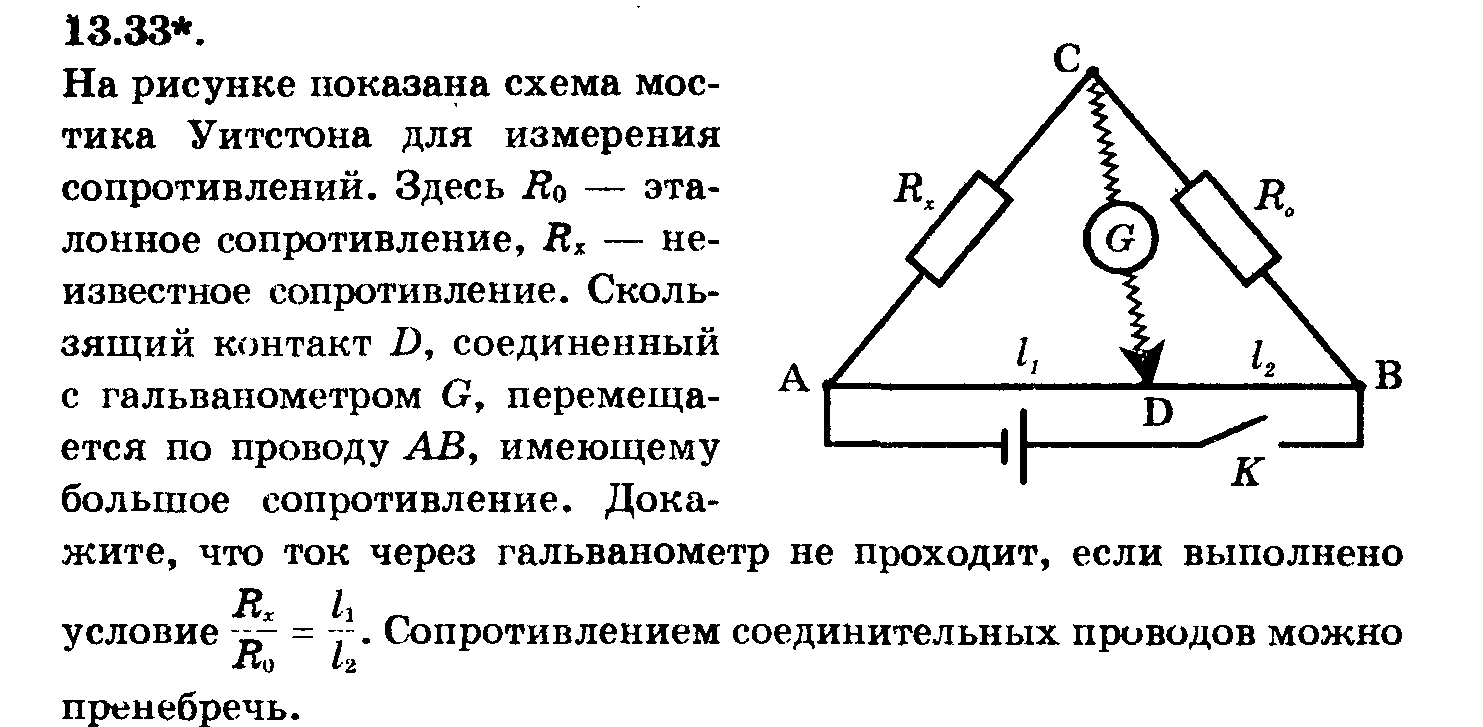 13.33*.
На рисунке показана схема мос-
тика Уитстона для измерения
сопротивлений. Здесь R₀ — эта-
лонное сопротивление, Rₓ — не-
известное сопротивление. Сколь-
зящий контакт D, соединенный
с гальванометром G, перемеща-
ется по проводу AB, имеющему
большое сопротивление. Дока-
жите, что ток через гальванометр не проходит, если выполнено
условие Rₓ/R₀ = l₁/l₂. Сопротивлением соединительных проводов можно
пренебречь.
C
Rₓ
G
R₀
l₁
l₂
A
B
D
K